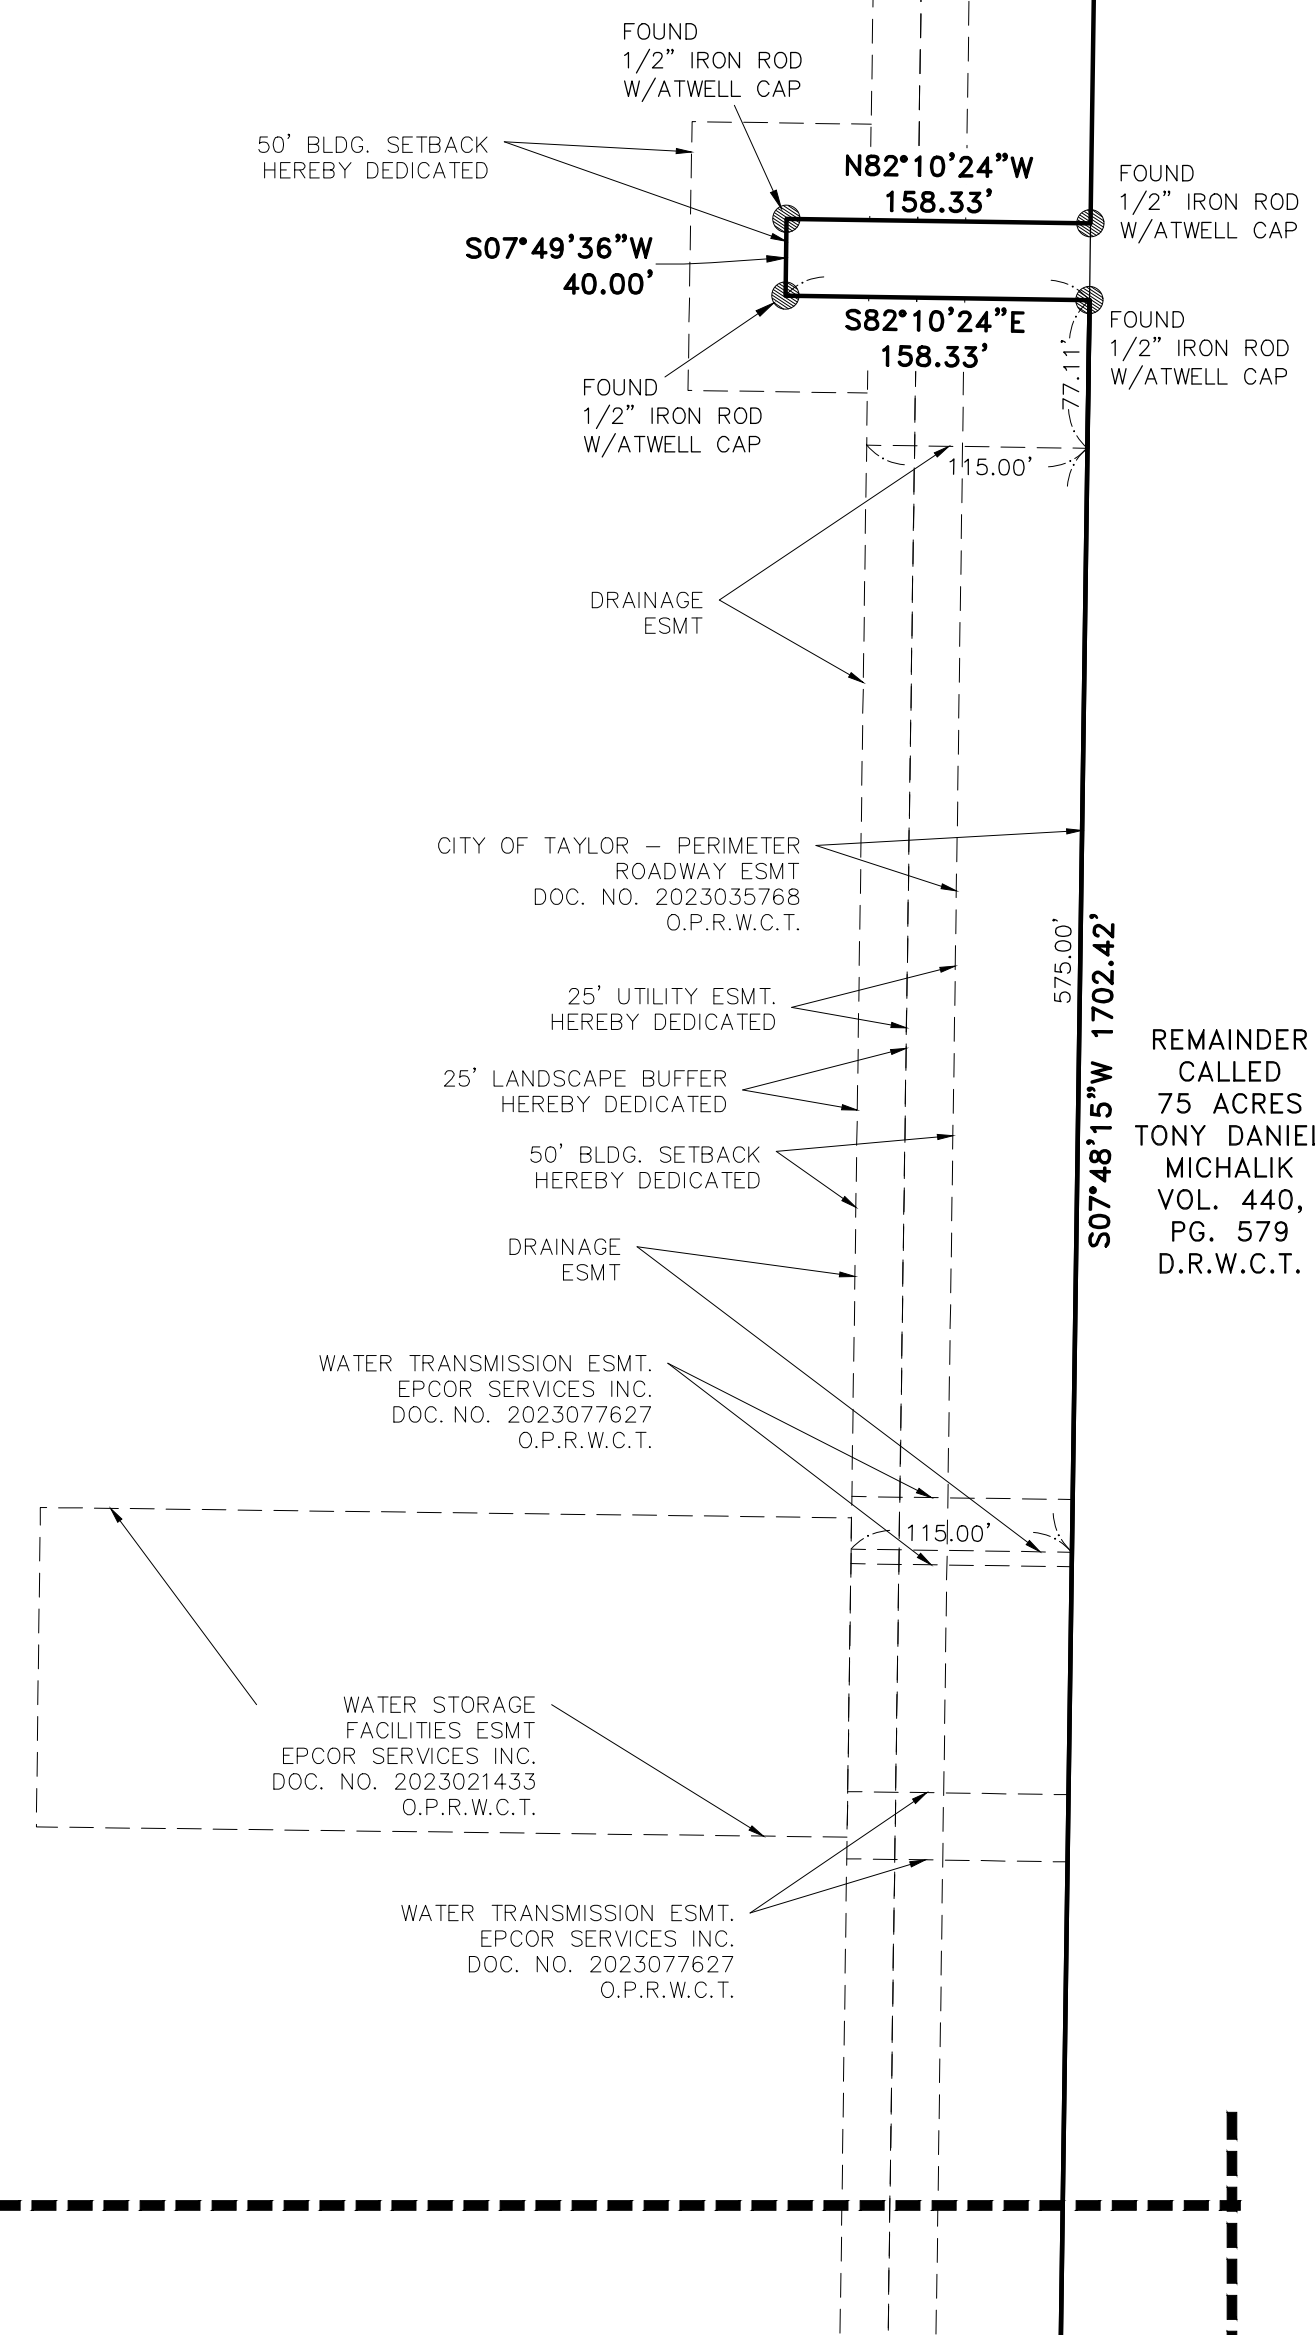 FOUND
1/2" IRON ROD
W/ATWELL CAP
50' BLDG. SETBACK
HEREBY DEDICATED
N82°10'24"W
158.33'
FOUND
1/2" IRON ROD
W/ATWELL CAP
S07°49'36"W
40.00'
S82°10'24"E
158.33'
FOUND
1/2" IRON ROD
W/ATWELL CAP
77.11'
FOUND
1/2" IRON ROD
W/ATWELL CAP
115.00'
DRAINAGE
ESMT
CITY OF TAYLOR – PERIMETER
ROADWAY ESMT
DOC. NO. 2023035768
O.P.R.W.C.T.
575.00'
S07°48'15"W 1702.42'
25' UTILITY ESMT.
HEREBY DEDICATED
REMAINDER
CALLED
75 ACRES
TONY DANIEL
MICHALIK
VOL. 440,
PG. 579
D.R.W.C.T.
25' LANDSCAPE BUFFER
HEREBY DEDICATED
50' BLDG. SETBACK
HEREBY DEDICATED
DRAINAGE
ESMT
WATER TRANSMISSION ESMT.
EPCOR SERVICES INC.
DOC. NO. 2023077627
O.P.R.W.C.T.
115.00'
WATER STORAGE
FACILITIES ESMT
EPCOR SERVICES INC.
DOC. NO. 2023021433
O.P.R.W.C.T.
WATER TRANSMISSION ESMT.
EPCOR SERVICES INC.
DOC. NO. 2023077627
O.P.R.W.C.T.